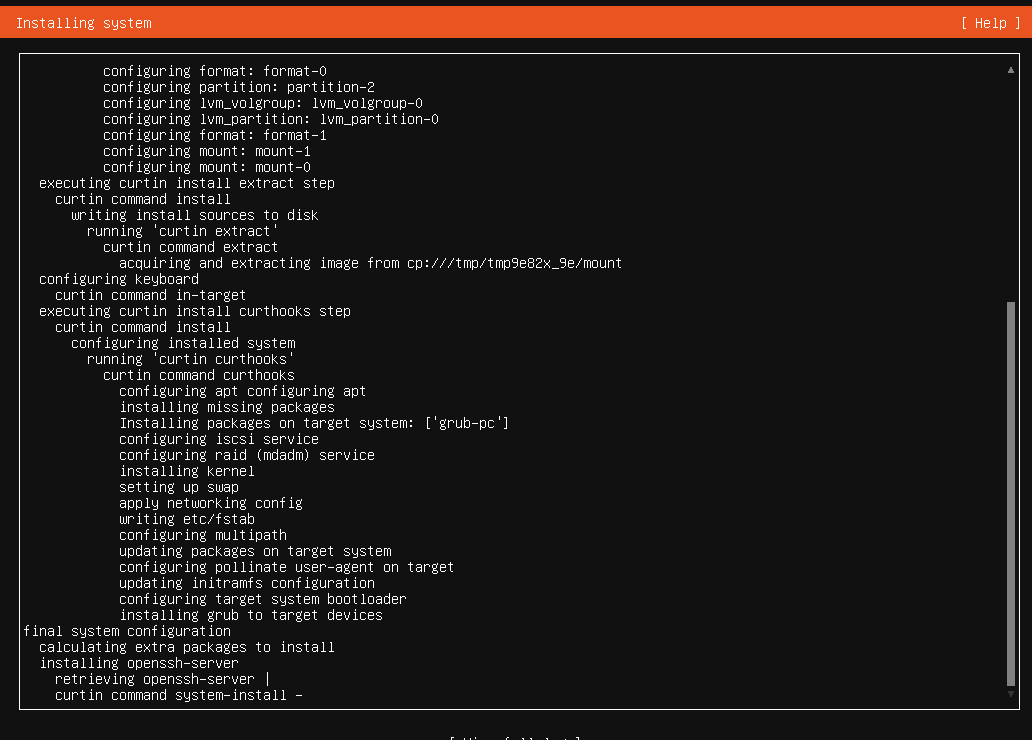 Installing system
[ Help ]
configuring format: format-0
configuring partition: partition-2
configuring lvm_volgroup: lvm_volgroup-0
configuring lvm_partition: lvm_partition-0
configuring format: format-1
configuring mount: mount-1
configuring mount: mount-0
executing curtin install extract step
curtin command install
writing install sources to disk
running 'curtin extract'
curtin command extract
acquiring and extracting image from cp:///tmp/tmp9e82x_9e/mount
configuring keyboard
curtin command in-target
executing curtin install curthooks step
curtin command install
configuring installed system
running 'curtin curthooks'
curtin command curthooks
configuring apt configuring apt
installing missing packages
Installing packages on target system: ['grub-pc']
configuring iscsi service
configuring raid (mdadm) service
installing kernel
setting up swap
apply networking config
writing etc/fstab
configuring multipath
updating packages on target system
configuring pollinate user-agent on target
updating initramfs configuration
configuring target system bootloader
installing grub to target devices
final system configuration
calculating extra packages to install
installing openssh-server
retrieving openssh-server |
curtin command system-install -